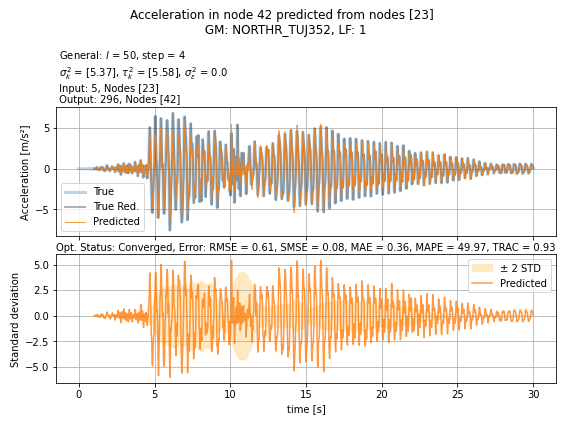 Acceleration in node 42 predicted from nodes [23]
GM: NORTHR_TUJ352, LF: 1
General: l = 50, step = 4
σ_k^2 = [5.37], τ_k^2 = [5.58], σ_ε^2 = 0.0
Input: 5, Nodes [23]
Output: 296, Nodes [42]
Acceleration [m/s²]
5
0
−5
True
True Red.
Predicted
Opt. Status: Converged, Error: RMSE = 0.61, SMSE = 0.08, MAE = 0.36, MAPE = 49.97, TRAC = 0.93
Standard deviation
5.0
2.5
0.0
−2.5
−5.0
± 2 STD
Predicted
0 5 10 15 20 25 30
time [s]